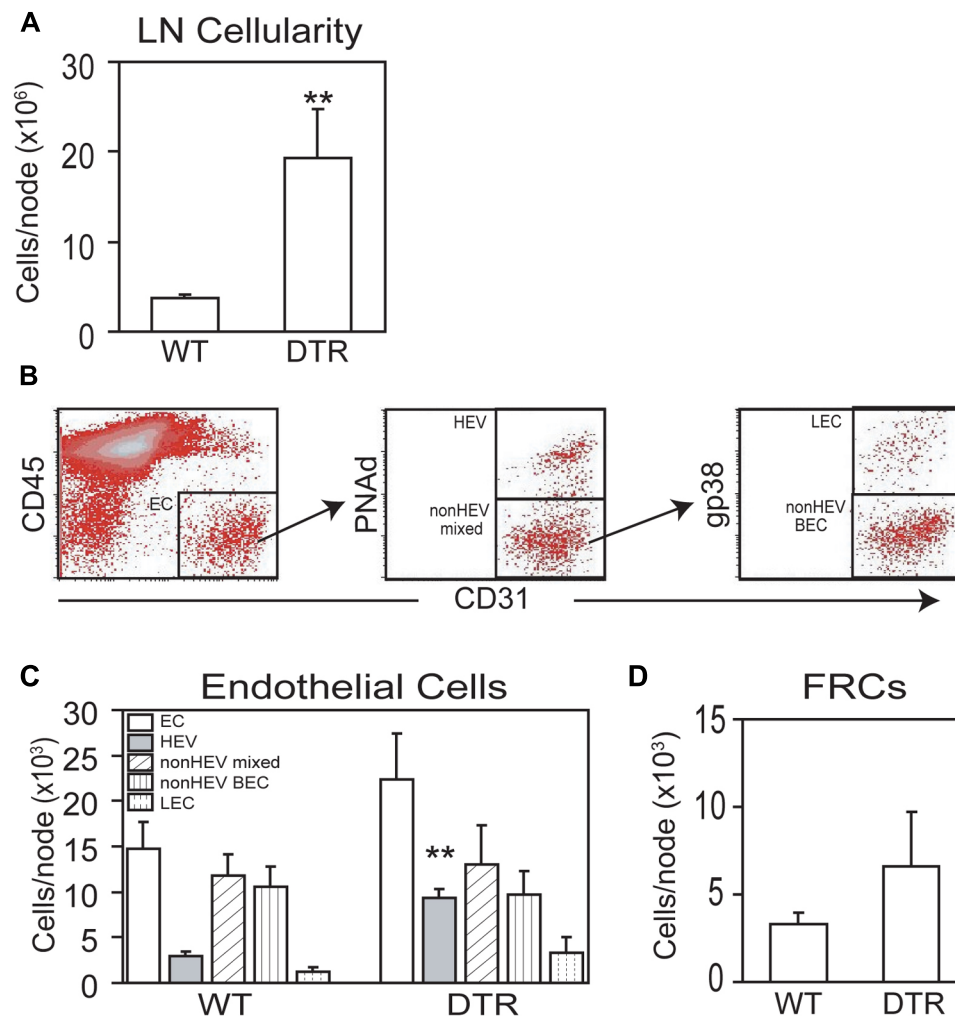 A
LN Cellularity
Cells/node (x10⁶)
30
20
10
0
**
WT
DTR
B
CD45
EC
PNAd
HEV
nonHEV
mixed
gp38
LEC
nonHEV
BEC
CD31
C
Endothelial Cells
Cells/node (x10³)
30
25
20
15
10
5
0
EC
HEV
nonHEV mixed
nonHEV BEC
LEC
**
WT
DTR
D
FRCs
Cells/node (x10³)
15
10
5
0
WT
DTR